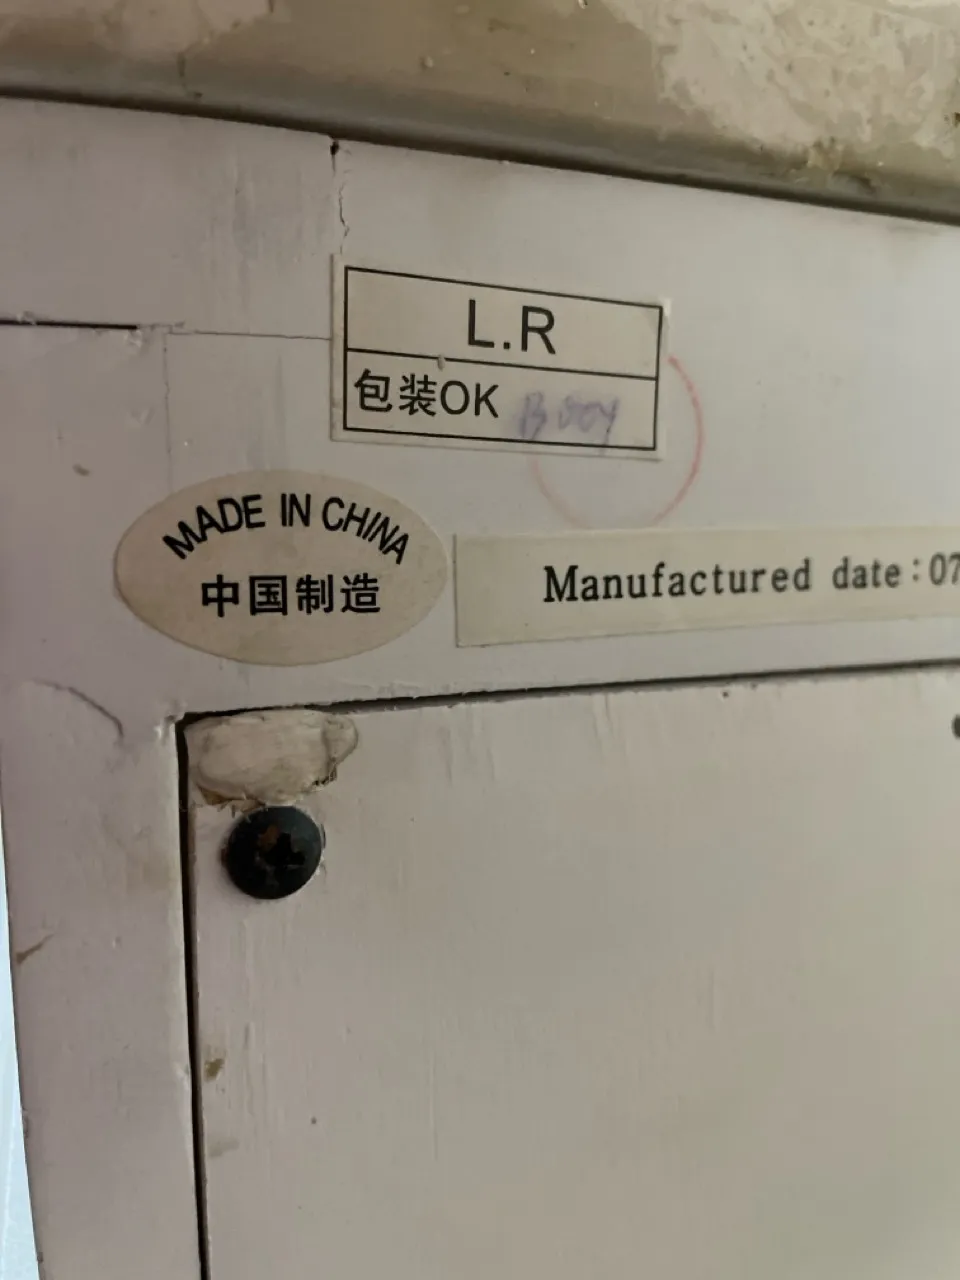 L.R
包装OK
MADE IN CHINA
中国制造
Manufactured date:07